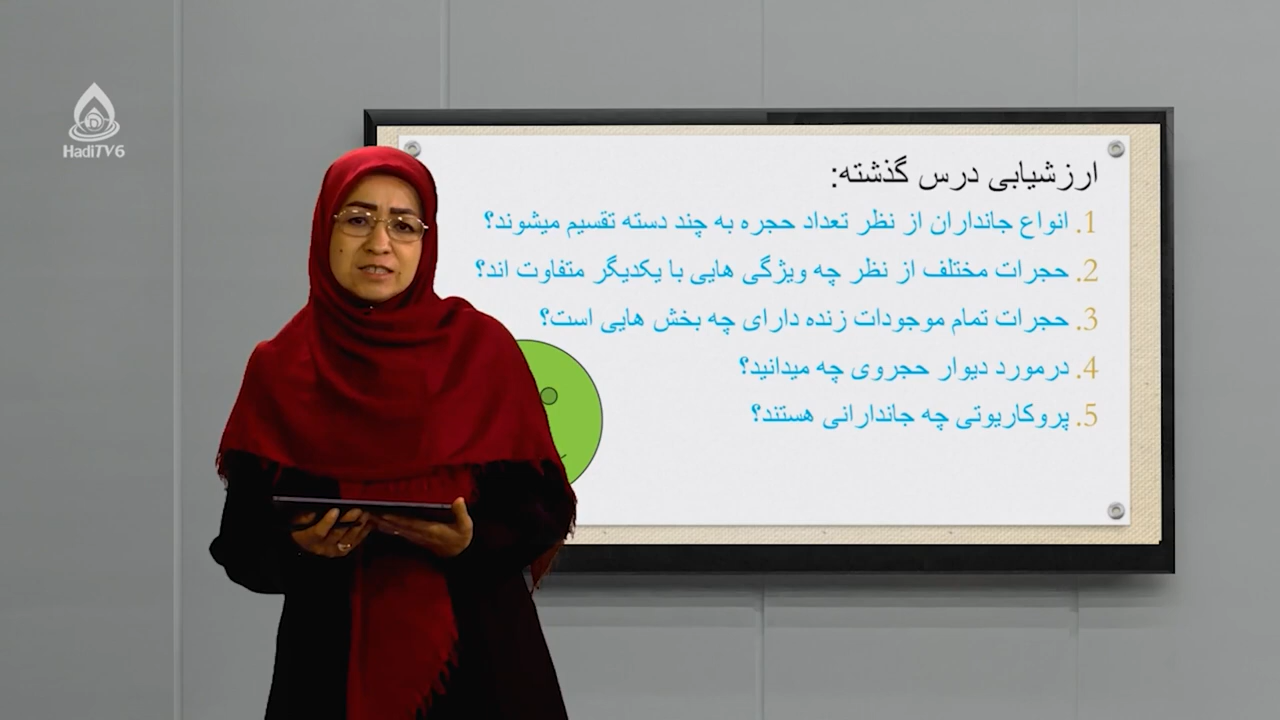 HadiTV6
ارزشیابی درس گذشته:
1. انواع جانداران از نظر تعداد حجره به چند دسته تقسیم میشوند؟
2. حجرات مختلف از نظر چه ویژگی هایی با یکدیگر متفاوت اند؟
3. حجرات تمام موجودات زنده دارای چه بخش هایی است؟
4. درمورد دیوار حجروی چه میدانید؟
5. پروکاریوتی چه جاندارانی هستند؟